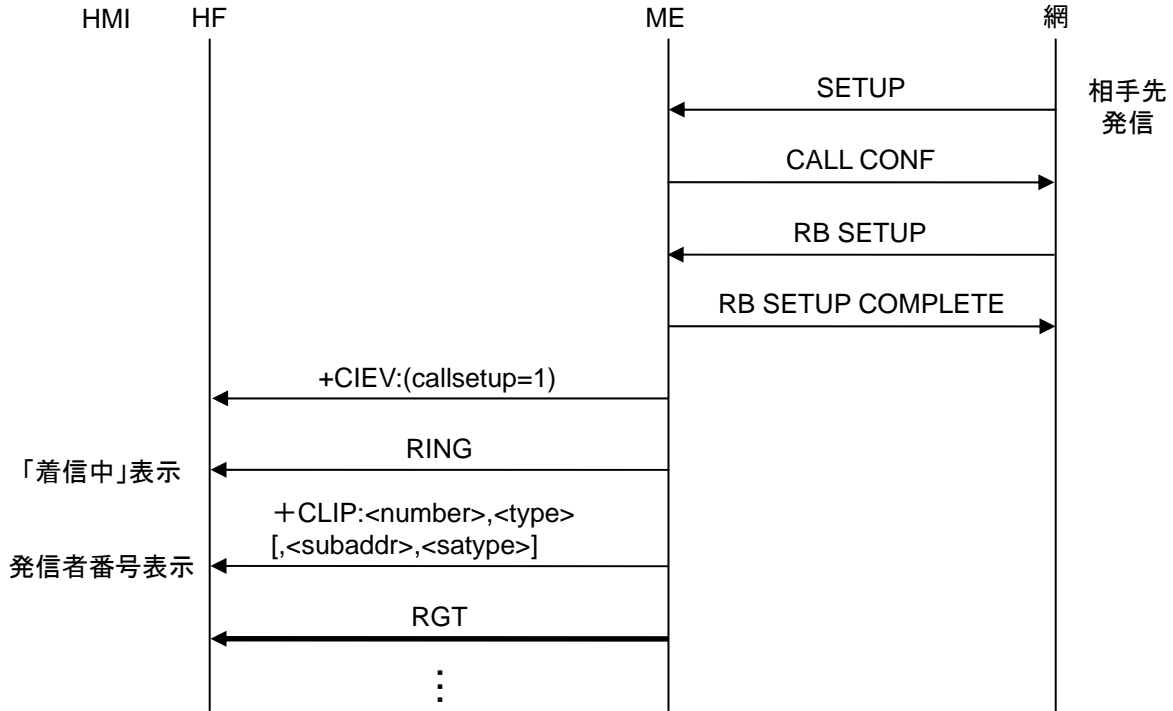 HMI HF ME 網
SETUP
相手先
発信
CALL CONF
RB SETUP
RB SETUP COMPLETE
+CIEV:(callsetup=1)
RING
「着信中」表示
＋CLIP:<number>,<type>
[,<subaddr>,<satype>]
発信者番号表示
RGT
⋮